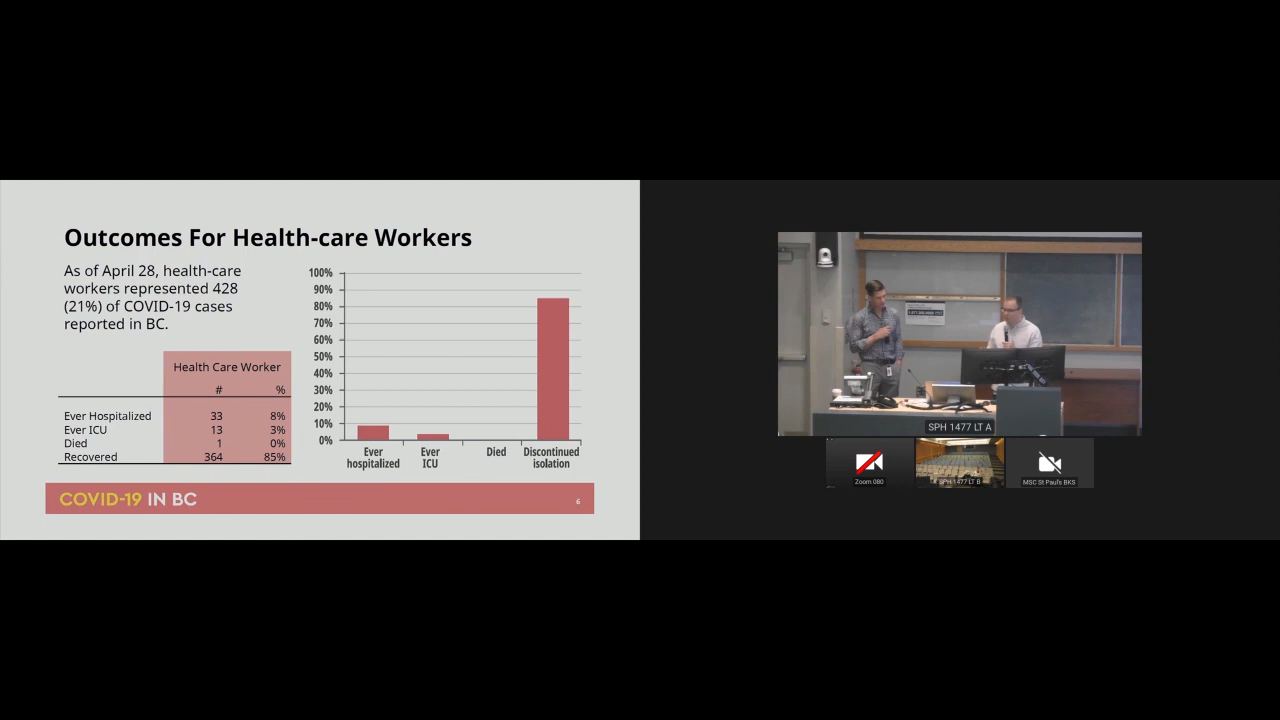 Outcomes For Health-care Workers
As of April 28, health-care
workers represented 428
(21%) of COVID-19 cases
reported in BC.
Health Care Worker
# %
Ever Hospitalized 33 8%
Ever ICU 13 3%
Died 1 0%
Recovered 364 85%
100%
90%
80%
70%
60%
50%
40%
30%
20%
10%
0%
Ever
hospitalized
Ever
ICU
Died
Discontinued
isolation
COVID-19 IN BC
6
SPH 1477 LT A
Zoom 080
SPH 1477 LT B
MSC St Paul's BKS